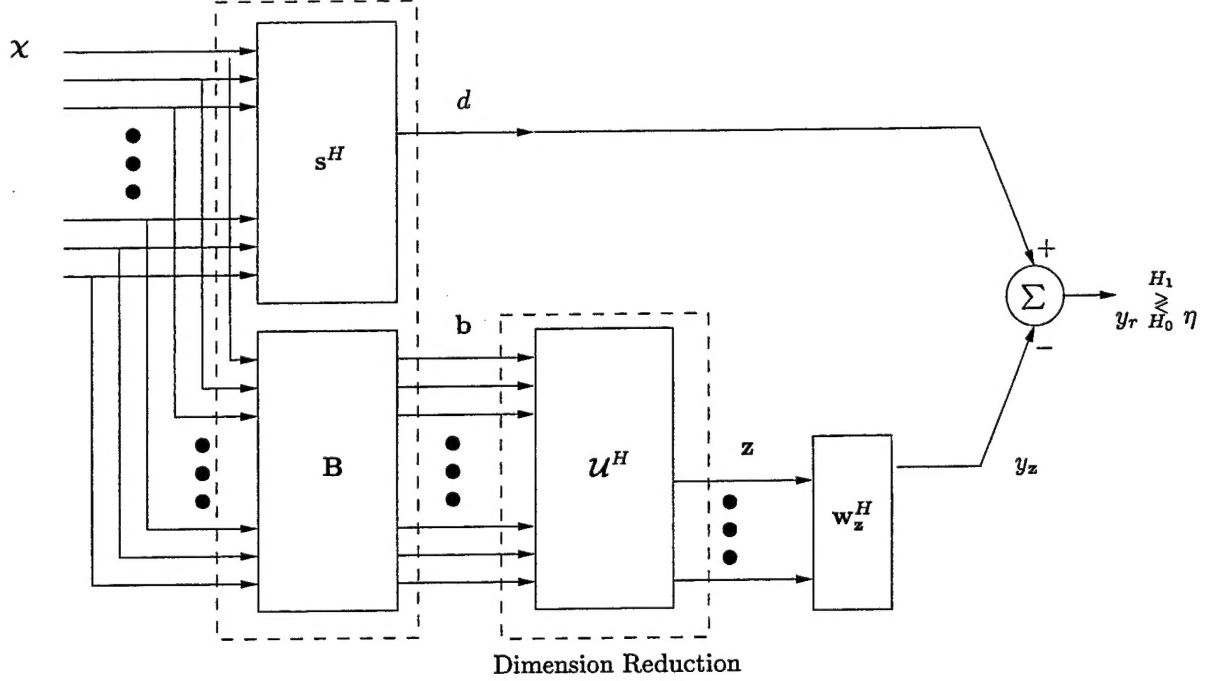 χ
s^H
d
+
Σ
−
H_1
y_r ≷ η
H_0
b
B
𝒰^H
z
w_z^H
y_z
Dimension Reduction